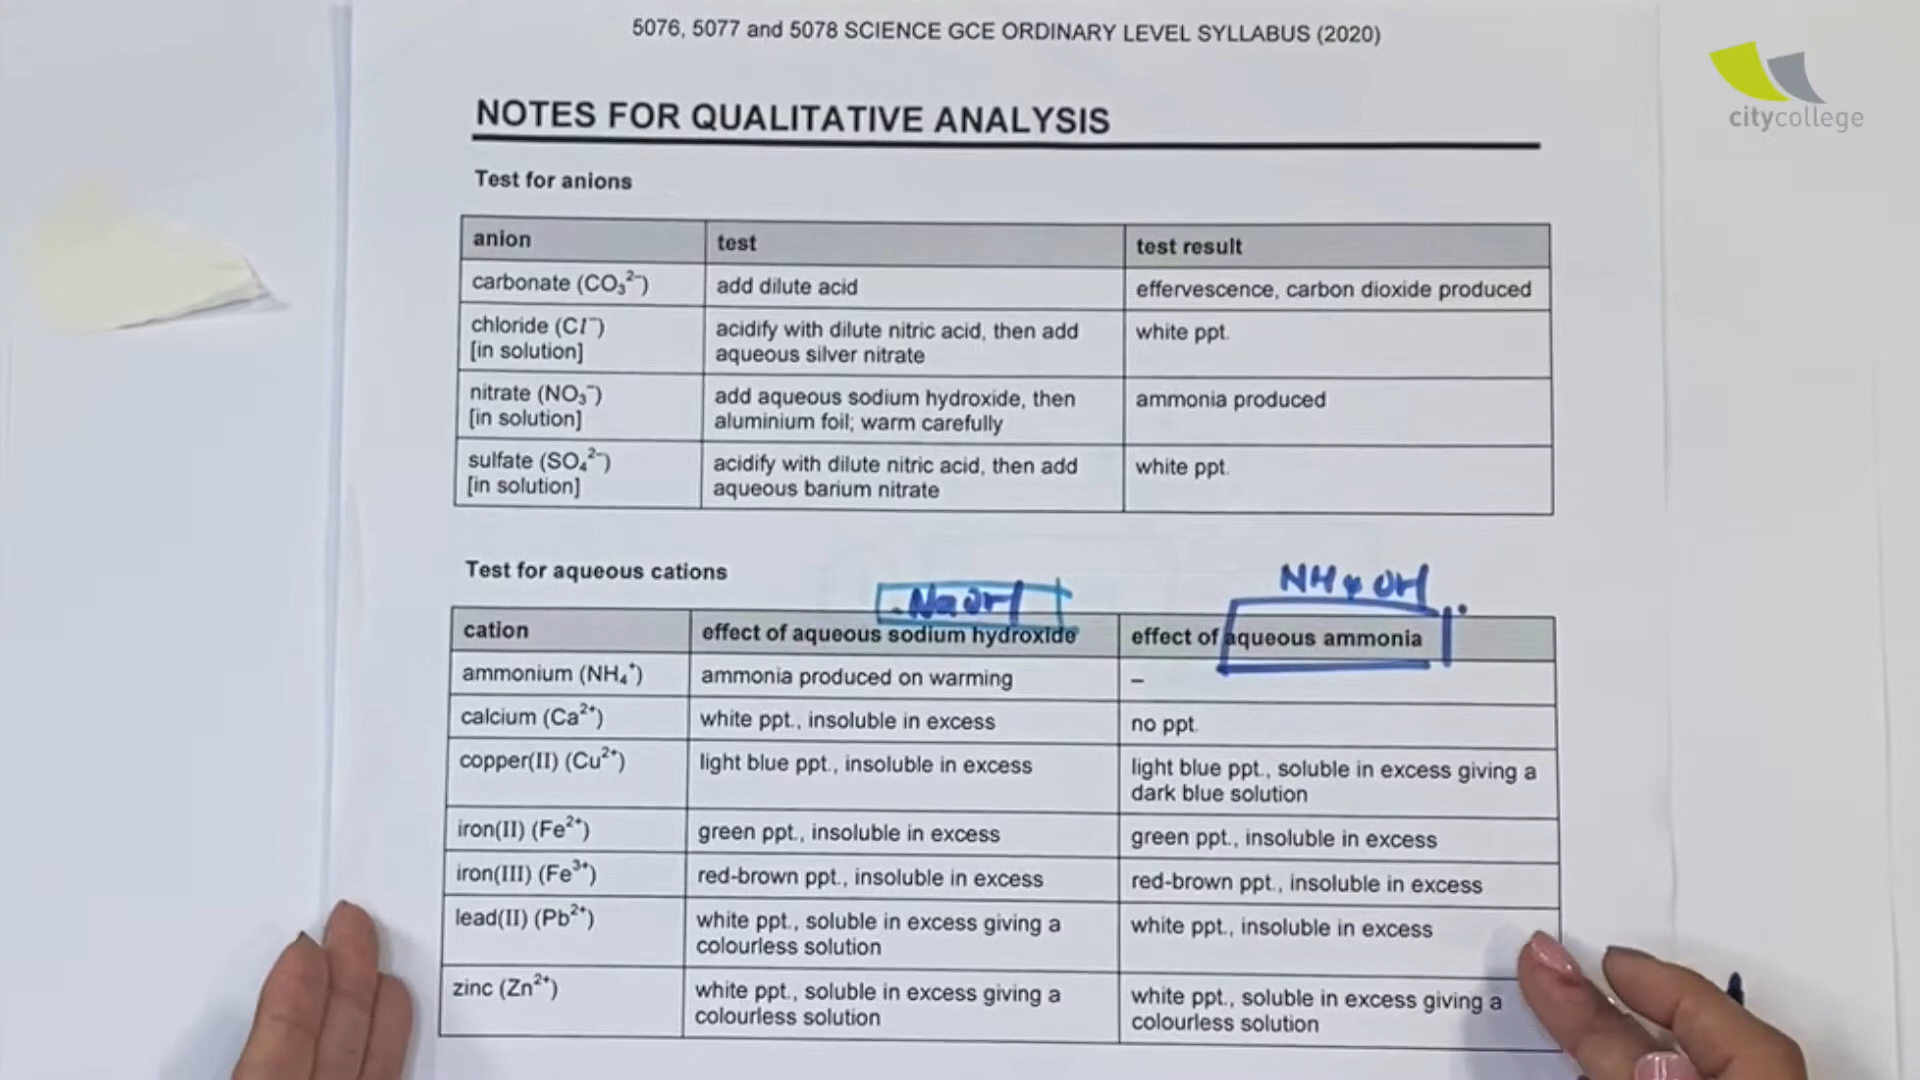 5076, 5077 and 5078 SCIENCE GCE ORDINARY LEVEL SYLLABUS (2020)
citycollege
NOTES FOR QUALITATIVE ANALYSIS
Test for anions
anion test test result
carbonate (CO₃²⁻) add dilute acid effervescence, carbon dioxide produced
chloride (Cl⁻) acidify with dilute nitric acid, then add white ppt.
[in solution] aqueous silver nitrate
nitrate (NO₃⁻) add aqueous sodium hydroxide, then ammonia produced
[in solution] aluminium foil; warm carefully
sulfate (SO₄²⁻) acidify with dilute nitric acid, then add white ppt.
[in solution] aqueous barium nitrate
Test for aqueous cations
NaOH NH₄OH
cation effect of aqueous sodium hydroxide effect of aqueous ammonia
ammonium (NH₄⁺) ammonia produced on warming –
calcium (Ca²⁺) white ppt., insoluble in excess no ppt.
copper(II) (Cu²⁺) light blue ppt., insoluble in excess light blue ppt., soluble in excess giving a
dark blue solution
iron(II) (Fe²⁺) green ppt., insoluble in excess green ppt., insoluble in excess
iron(III) (Fe³⁺) red-brown ppt., insoluble in excess red-brown ppt., insoluble in excess
lead(II) (Pb²⁺) white ppt., soluble in excess giving a white ppt., insoluble in excess
colourless solution
zinc (Zn²⁺) white ppt., soluble in excess giving a white ppt., soluble in excess giving a
colourless solution colourless solution